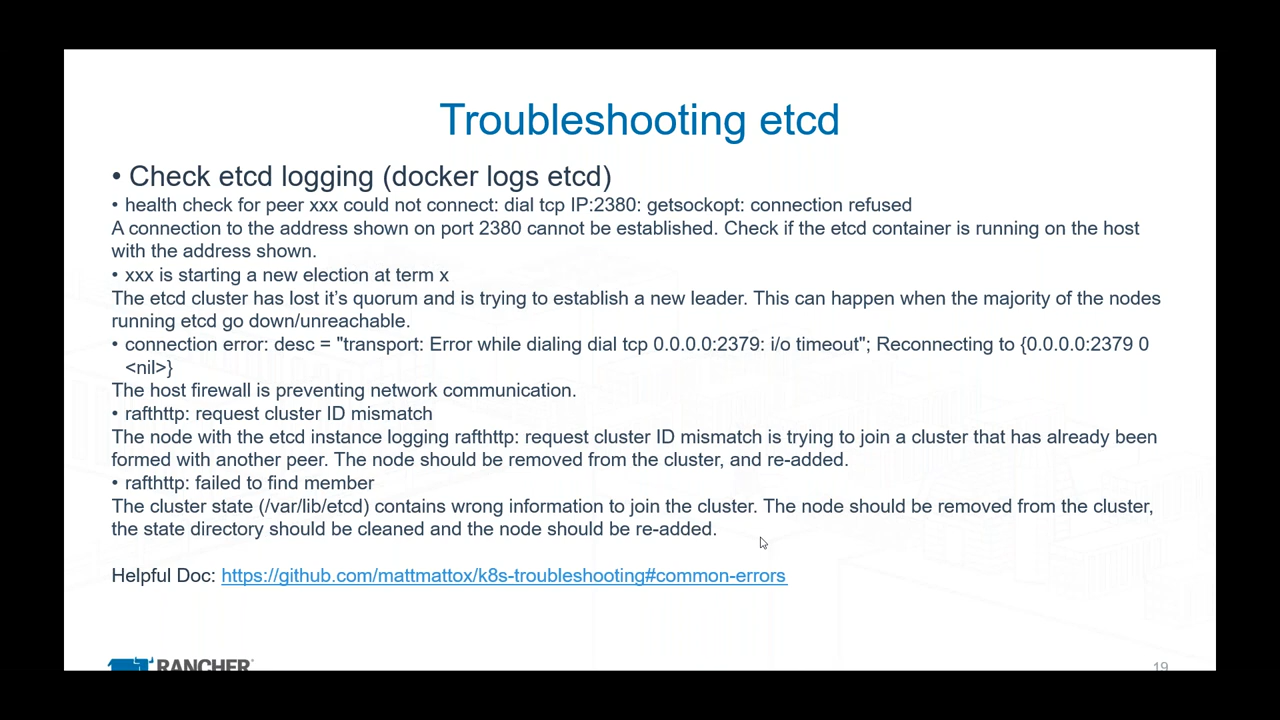 Troubleshooting etcd
• Check etcd logging (docker logs etcd)
• health check for peer xxx could not connect: dial tcp IP:2380: getsockopt: connection refused
A connection to the address shown on port 2380 cannot be established. Check if the etcd container is running on the host
with the address shown.
• xxx is starting a new election at term x
The etcd cluster has lost it’s quorum and is trying to establish a new leader. This can happen when the majority of the nodes
running etcd go down/unreachable.
• connection error: desc = "transport: Error while dialing dial tcp 0.0.0.0:2379: i/o timeout"; Reconnecting to {0.0.0.0:2379 0
<nil>}
The host firewall is preventing network communication.
• rafthttp: request cluster ID mismatch
The node with the etcd instance logging rafthttp: request cluster ID mismatch is trying to join a cluster that has already been
formed with another peer. The node should be removed from the cluster, and re-added.
• rafthttp: failed to find member
The cluster state (/var/lib/etcd) contains wrong information to join the cluster. The node should be removed from the cluster,
the state directory should be cleaned and the node should be re-added.
Helpful Doc: https://github.com/mattmattox/k8s-troubleshooting#common-errors
RANCHER
19